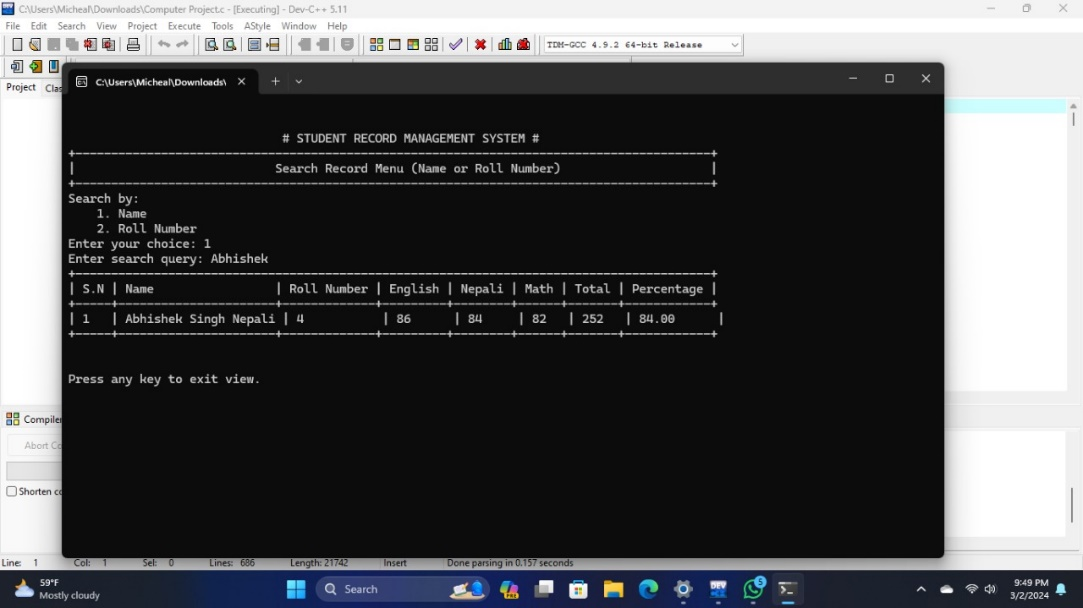 C:\Users\Micheal\Downloads\Computer Project.c - [Executing] - Dev-C++ 5.11
File Edit Search View Project Execute Tools AStyle Window Help
TDM-GCC 4.9.2 64-bit Release
Project
C:\Users\Micheal\Downloads\
# STUDENT RECORD MANAGEMENT SYSTEM #
Search Record Menu (Name or Roll Number)
Search by:
1. Name
2. Roll Number
Enter your choice: 1
Enter search query: Abhishek
| S.N | Name | Roll Number | English | Nepali | Math | Total | Percentage |
| 1 | Abhishek Singh Nepali | 4 | 86 | 84 | 82 | 252 | 84.00 |
Press any key to exit view.
Compiler
Abort Co
Shorten co
Line: 1 Col: 1 Sel: 0 Lines: 686 Length: 21742 Insert Done parsing in 0.157 seconds
59°F
Mostly cloudy
Search
PRE
DEV
5
9:49 PM
3/2/2024